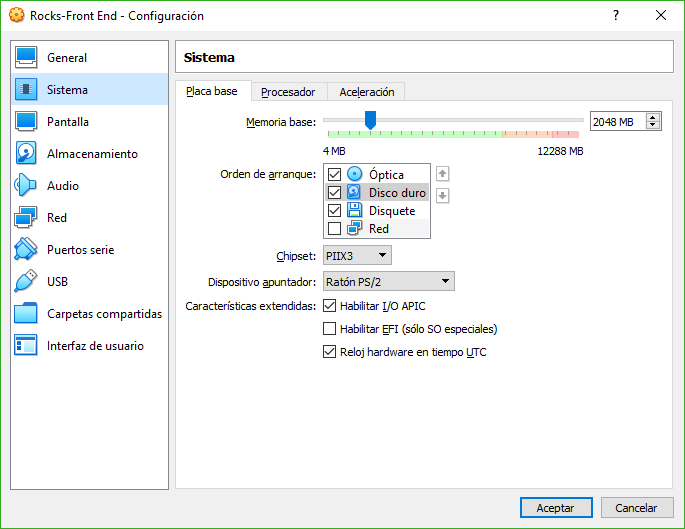 Rocks-Front End - Configuración
?
General
Sistema
Pantalla
Almacenamiento
Audio
Red
Puertos serie
USB
Carpetas compartidas
Interfaz de usuario
Sistema
Placa base Procesador Aceleración
Memoria base: 2048 MB
4 MB 12288 MB
Orden de arranque: Óptica
Disco duro
Disquete
Red
Chipset: PIIX3
Dispositivo apuntador: Ratón PS/2
Características extendidas: Habilitar I/O APIC
Habilitar EFI (sólo SO especiales)
Reloj hardware en tiempo UTC
Aceptar Cancelar